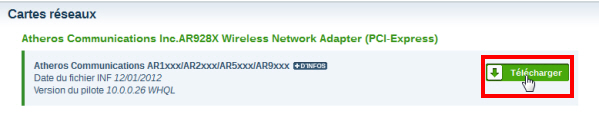 Cartes réseaux
Atheros Communications Inc.AR928X Wireless Network Adapter (PCI-Express)
Atheros Communications AR1xxx/AR2xxx/AR5xxx/AR9xxx +D'INFOS
Date du fichier INF 12/01/2012
Télécharger
Version du pilote 10.0.0.26 WHQL